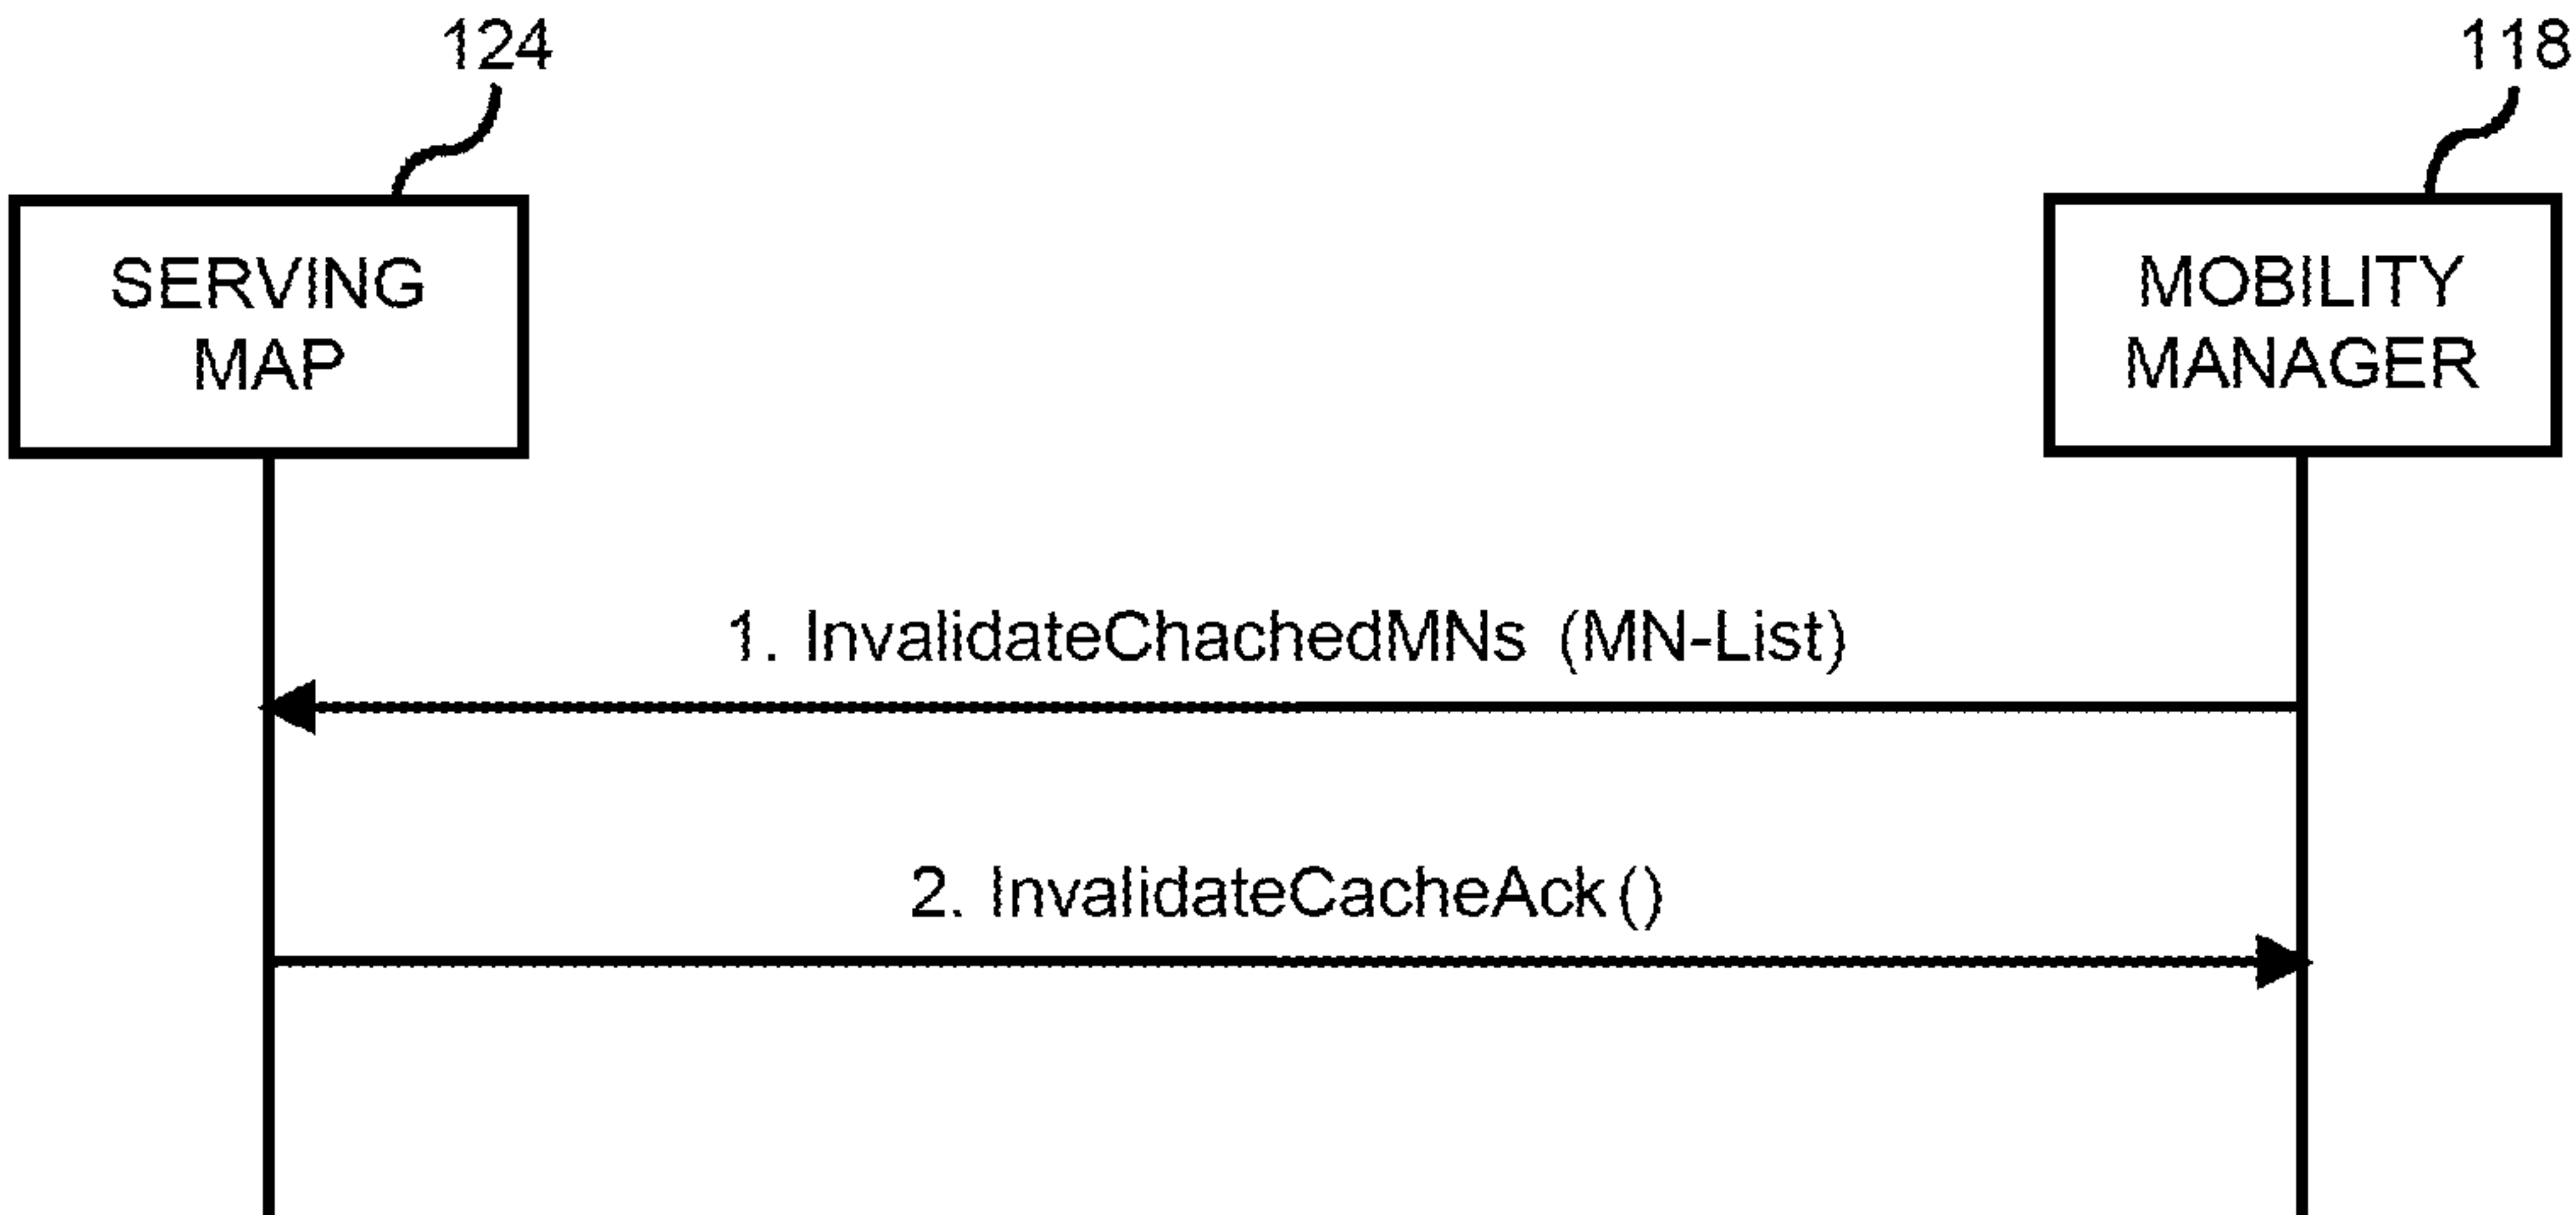 124
118
SERVING
MAP
MOBILITY
MANAGER
1. InvalidateChachedMNs (MN-List)
2. InvalidateCacheAck()